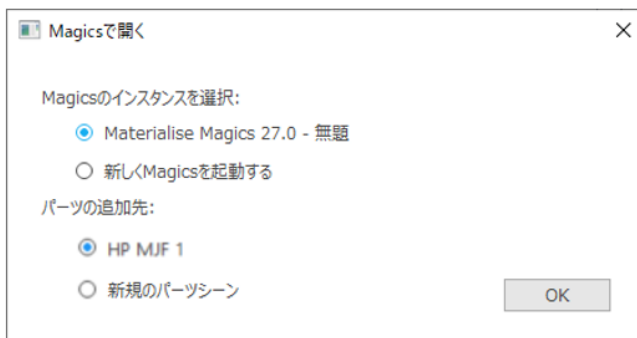 Magicsで開く
Magicsのインスタンスを選択:
Materialise Magics 27.0 - 無題
新しくMagicsを起動する
パーツの追加先:
HP MJF 1
新規のパーツシーン
OK